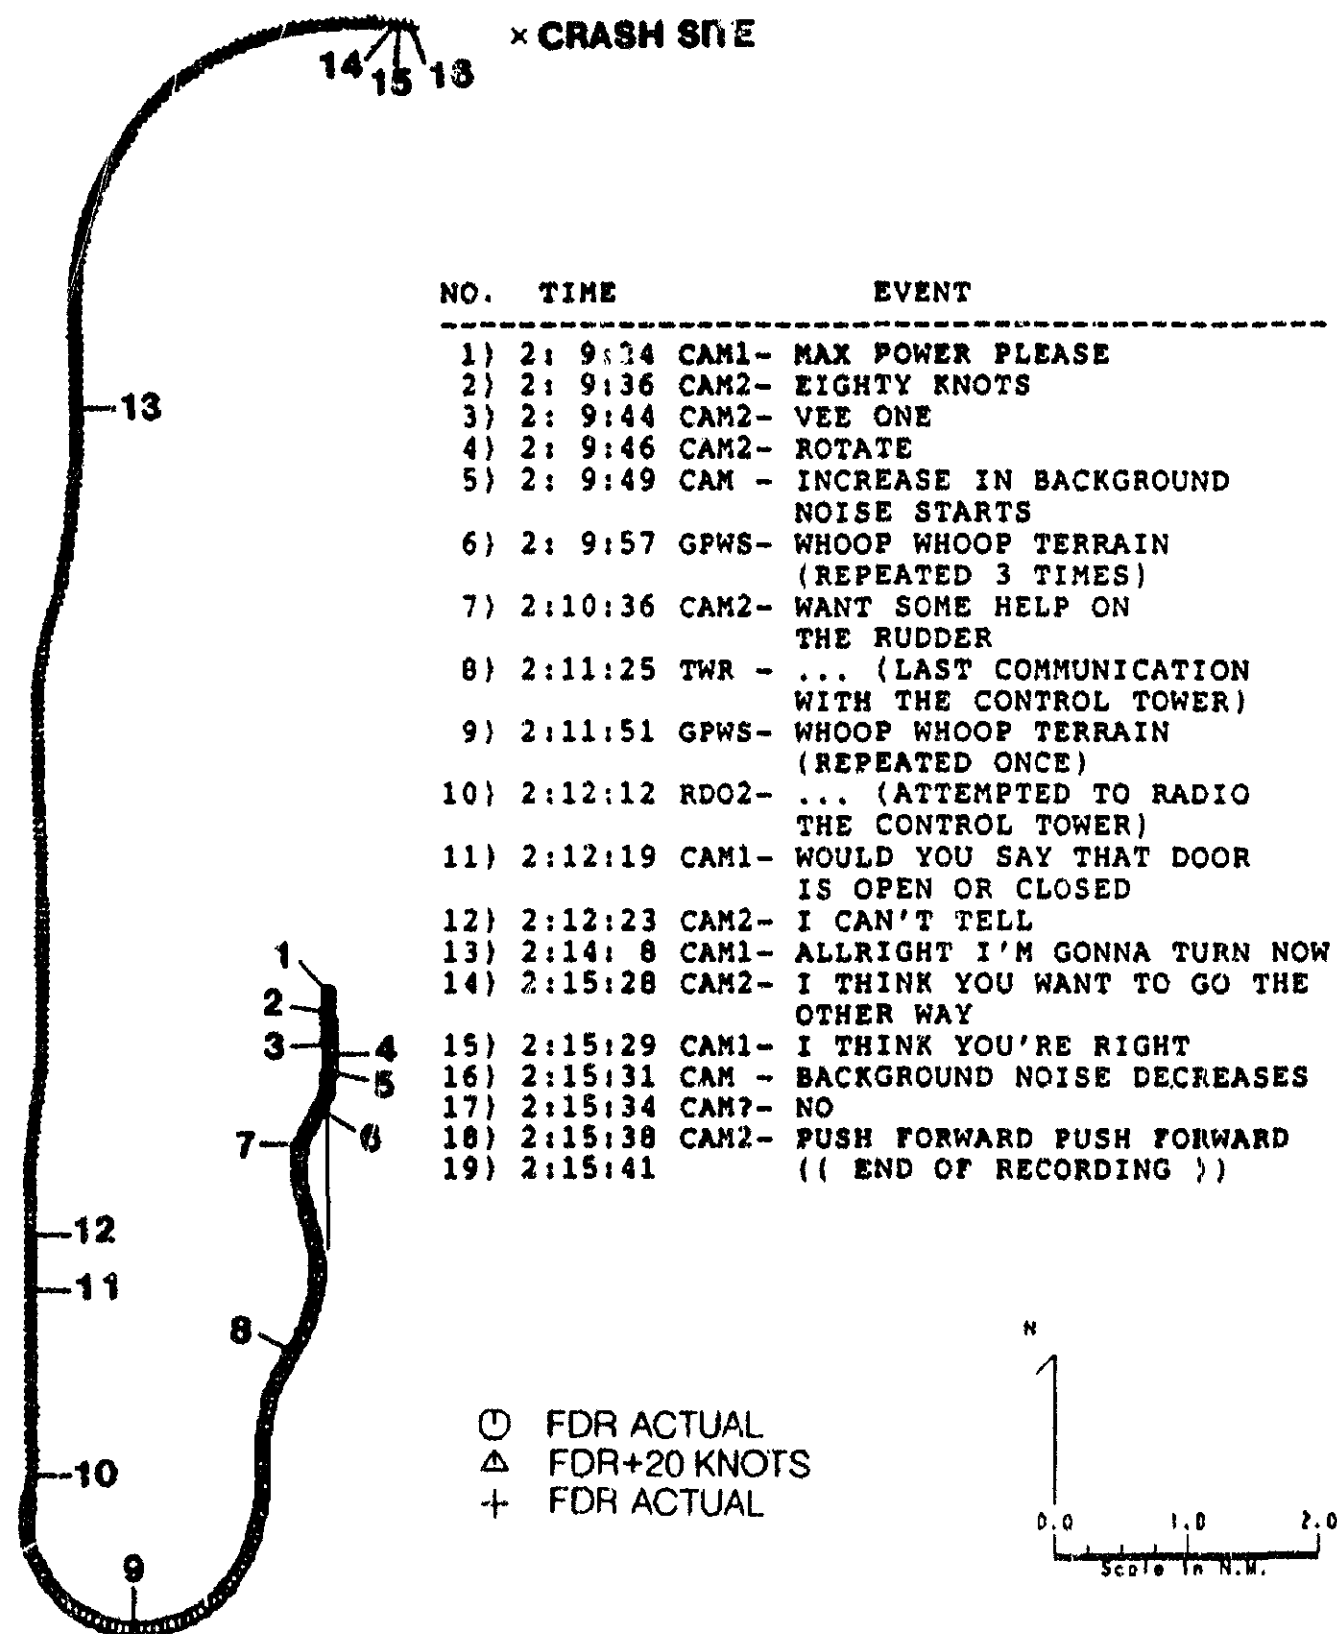 × CRASH SITE
14 15 16
NO. TIME EVENT
1) 2: 9: CAM1- MAX POWER PLEASE
2) 2: 9:36 CAM2- EIGHTY KNOTS
3) 2: 9:44 CAM2- VEE ONE
4) 2: 9:46 CAM2- ROTATE
5) 2: 9:49 CAM - INCREASE IN BACKGROUND
NOISE STARTS
6) 2: 9:57 GPWS- WHOOP WHOOP TERRAIN
(REPEATED 3 TIMES)
7) 2:10:36 CAM2- WANT SOME HELP ON
THE RUDDER
8) 2:11:25 TWR - ... (LAST COMMUNICATION
WITH THE CONTROL TOWER)
9) 2:11:51 GPWS- WHOOP WHOOP TERRAIN
(REPEATED ONCE)
10) 2:12:12 RDO2- ... (ATTEMPTED TO RADIO
THE CONTROL TOWER)
11) 2:12:19 CAM1- WOULD YOU SAY THAT DOOR
IS OPEN OR CLOSED
12) 2:12:23 CAM2- I CAN'T TELL
13) 2:14: 8 CAM1- ALLRIGHT I'M GONNA TURN NOW
14) 2:15:28 CAM2- I THINK YOU WANT TO GO THE
OTHER WAY
15) 2:15:29 CAM1- I THINK YOU'RE RIGHT
16) 2:15:31 CAM - BACKGROUND NOISE DECREASES
17) 2:15:34 CAM?- NO
18) 2:15:38 CAM2- PUSH FORWARD PUSH FORWARD
19) 2:15:41 (( END OF RECORDING ))
13
1
2
3 4
5
6
7
12
11
8
10
9
FDR ACTUAL
FDR+20 KNOTS
FDR ACTUAL
N
0.0 1.0 2.0
Scale In N.M.